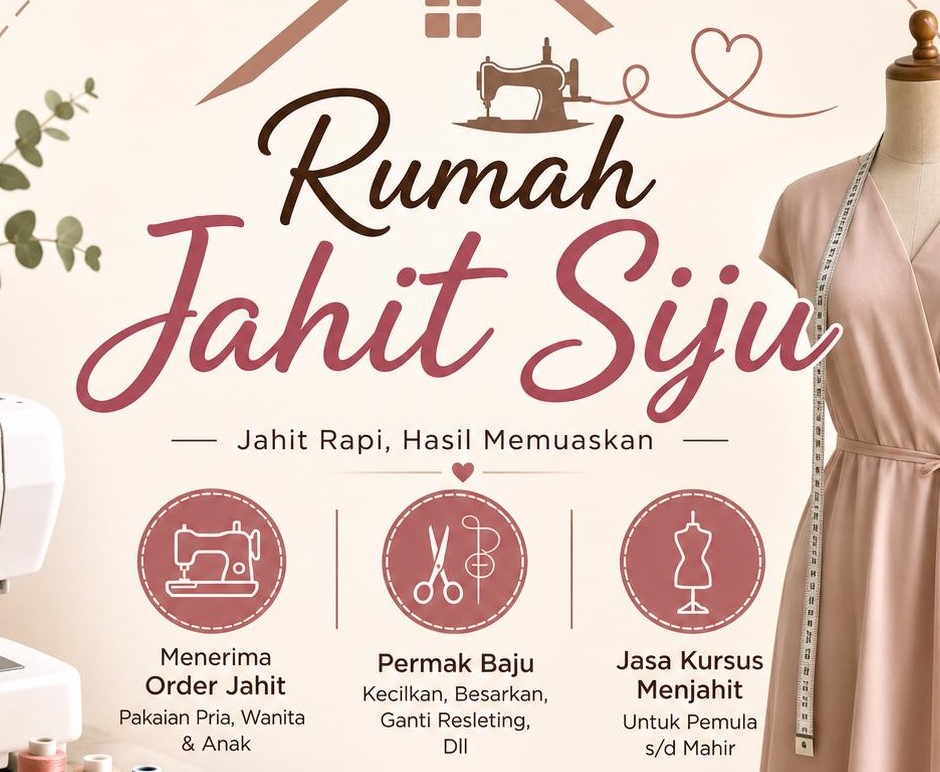 Rumah
Jahit Siju
Jahit Rapi, Hasil Memuaskan
Menerima
Order Jahit
Pakaian Pria, Wanita
& Anak
Permak Baju
Kecilkan, Besarkan,
Ganti Resleting,
Dll
Jasa Kursus
Menjahit
Untuk Pemula
s/d Mahir